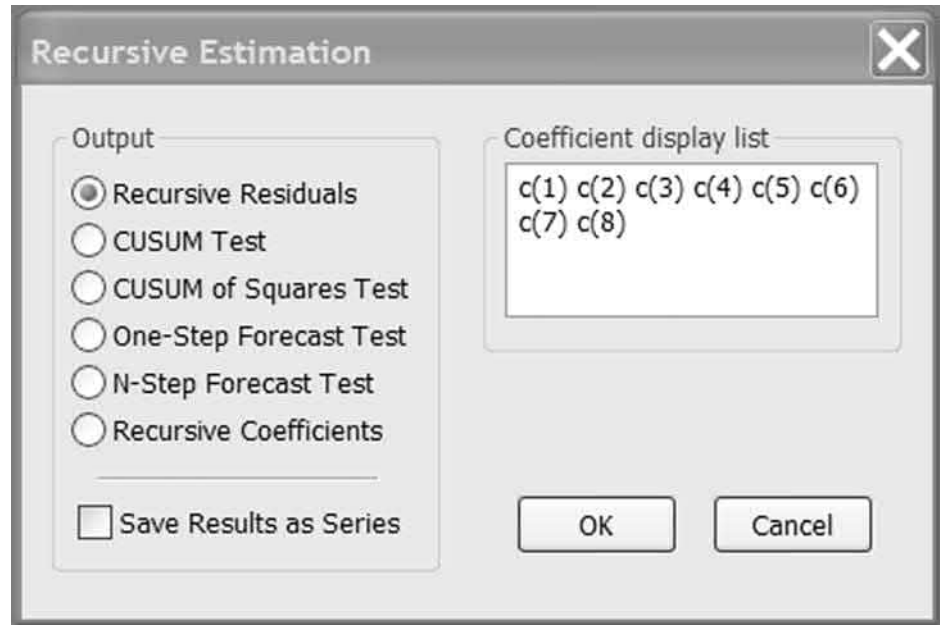 Recursive Estimation
Output
Recursive Residuals
CUSUM Test
CUSUM of Squares Test
One-Step Forecast Test
N-Step Forecast Test
Recursive Coefficients
Save Results as Series
Coefficient display list
c(1) c(2) c(3) c(4) c(5) c(6)
c(7) c(8)
OK
Cancel